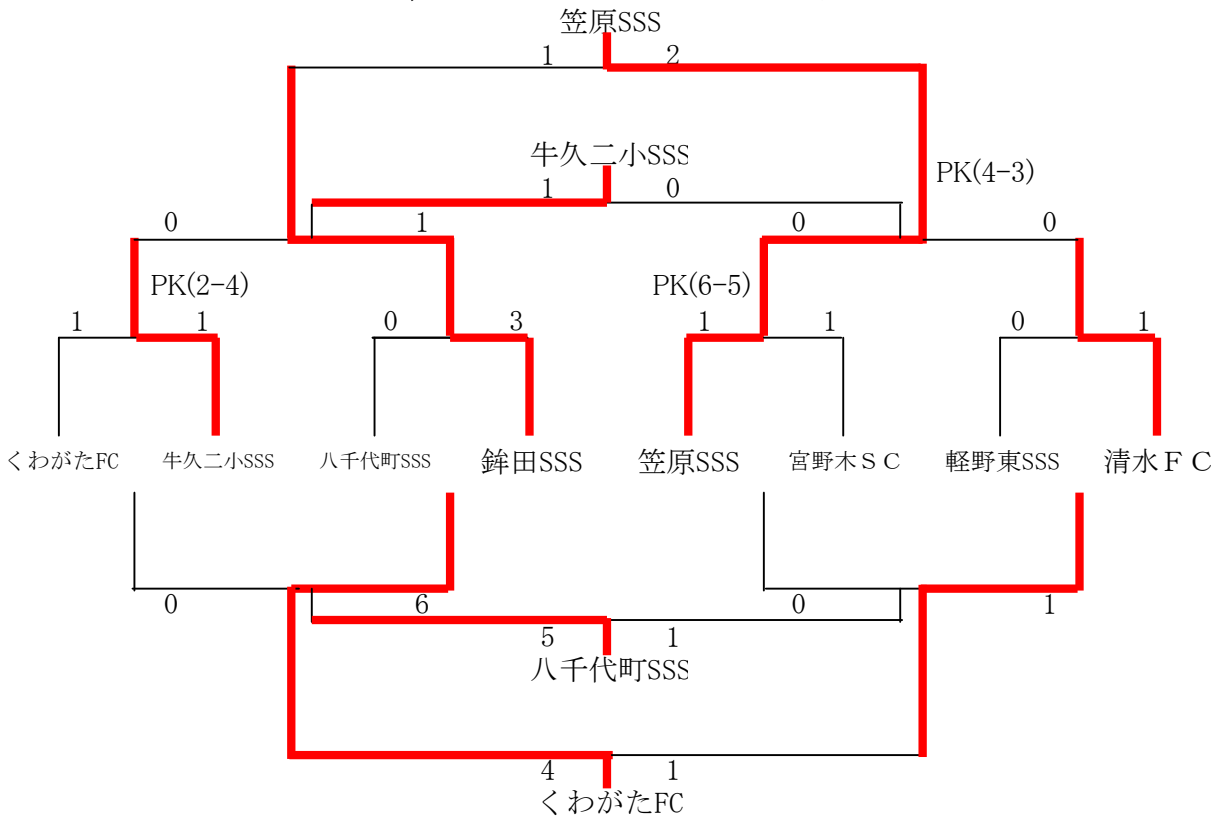 笠原SSS
1 2
牛久二小SSS
PK(4-3)
1 0
0 1 0 0
PK(2-4) PK(6-5)
1 1 0 3 1 1 0 1
くわがたFC 牛久二小SSS 八千代町SSS 鉾田SSS 笠原SSS 宮野木ＳＣ 軽野東SSS 清水ＦＣ
0 6 0 1
5 1
八千代町SSS
4 1
くわがたFC